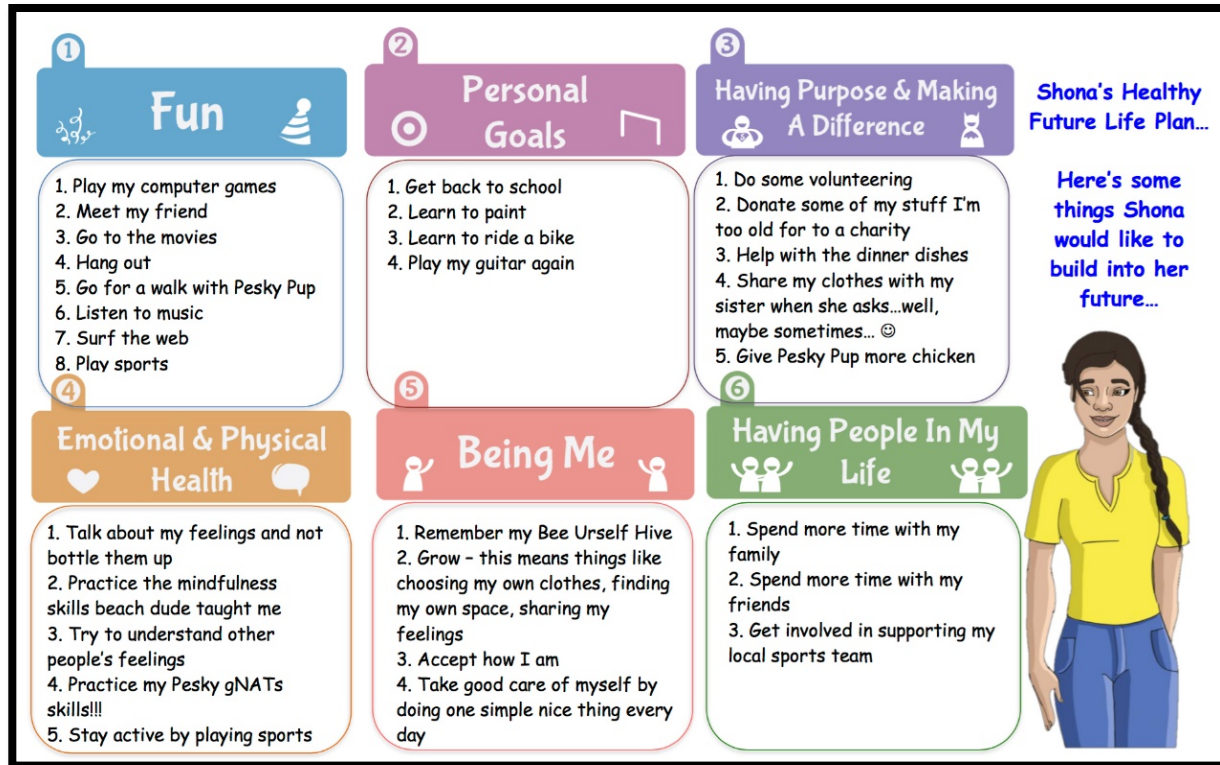 1
Fun
1. Play my computer games
2. Meet my friend
3. Go to the movies
4. Hang out
5. Go for a walk with Pesky Pup
6. Listen to music
7. Surf the web
8. Play sports
2
Personal
Goals
1. Get back to school
2. Learn to paint
3. Learn to ride a bike
4. Play my guitar again
3
Having Purpose & Making
A Difference
1. Do some volunteering
2. Donate some of my stuff I'm
too old for to a charity
3. Help with the dinner dishes
4. Share my clothes with my
sister when she asks...well,
maybe sometimes... ☺
5. Give Pesky Pup more chicken
Shona's Healthy
Future Life Plan...
Here's some
things Shona
would like to
build into her
future...
4
Emotional & Physical
Health
1. Talk about my feelings and not
bottle them up
2. Practice the mindfulness
skills beach dude taught me
3. Try to understand other
people's feelings
4. Practice my Pesky gNATs
skills!!!
5. Stay active by playing sports
5
Being Me
1. Remember my Bee Urself Hive
2. Grow – this means things like
choosing my own clothes, finding
my own space, sharing my
feelings
3. Accept how I am
4. Take good care of myself by
doing one simple nice thing every
day
6
Having People In My
Life
1. Spend more time with my
family
2. Spend more time with my
friends
3. Get involved in supporting my
local sports team